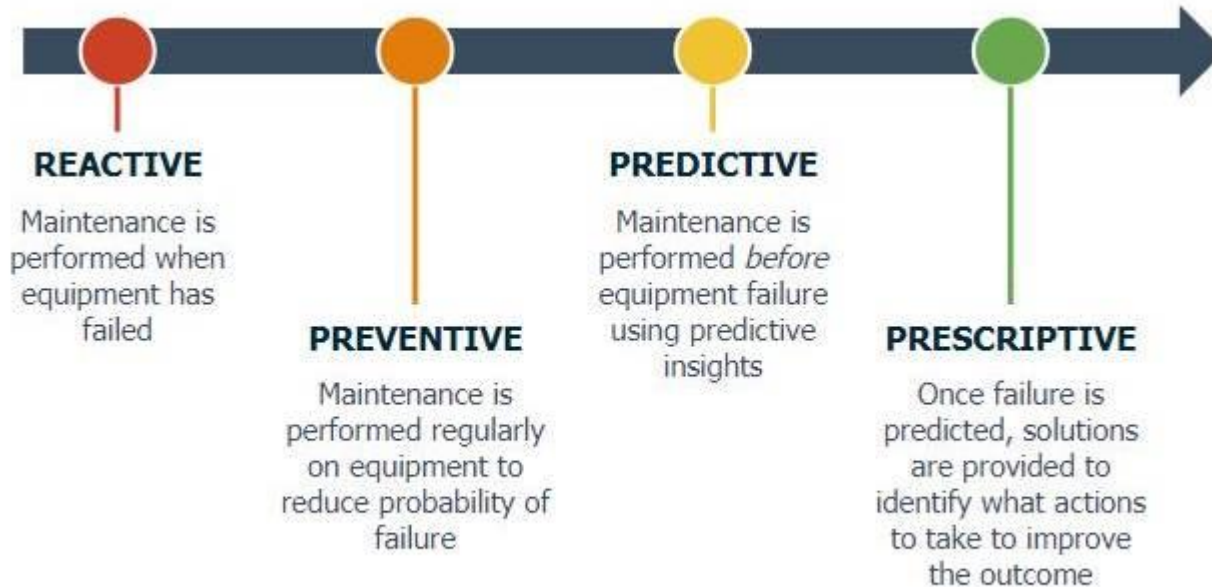 REACTIVE
Maintenance is
performed when
equipment has
failed
PREVENTIVE
Maintenance is
performed regularly
on equipment to
reduce probability of
failure
PREDICTIVE
Maintenance is
performed before
equipment failure
using predictive
insights
PRESCRIPTIVE
Once failure is
predicted, solutions
are provided to
identify what actions
to take to improve
the outcome